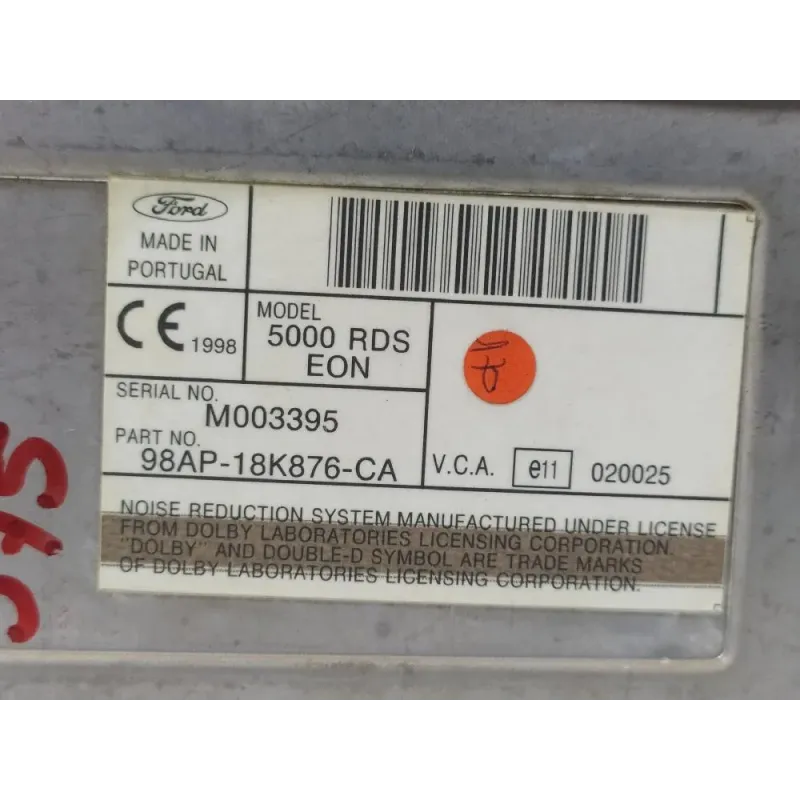 Ford
MADE IN
PORTUGAL
CE 1998
MODEL
5000 RDS
EON
SERIAL NO.
M003395
PART NO.
98AP-18K876-CA
V.C.A. e11 020025
NOISE REDUCTION SYSTEM MANUFACTURED UNDER LICENSE
FROM DOLBY LABORATORIES LICENSING CORPORATION.
"DOLBY" AND DOUBLE-D SYMBOL ARE TRADE MARKS
OF DOLBY LABORATORIES LICENSING CORPORATION.